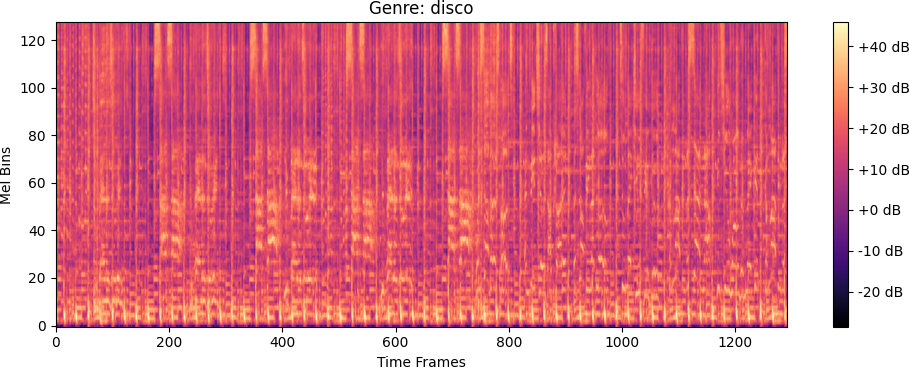 Genre: disco
Mel Bins
120
100
80
60
40
20
0
0 200 400 600 800 1000 1200
Time Frames
+40 dB
+30 dB
+20 dB
+10 dB
+0 dB
-10 dB
-20 dB